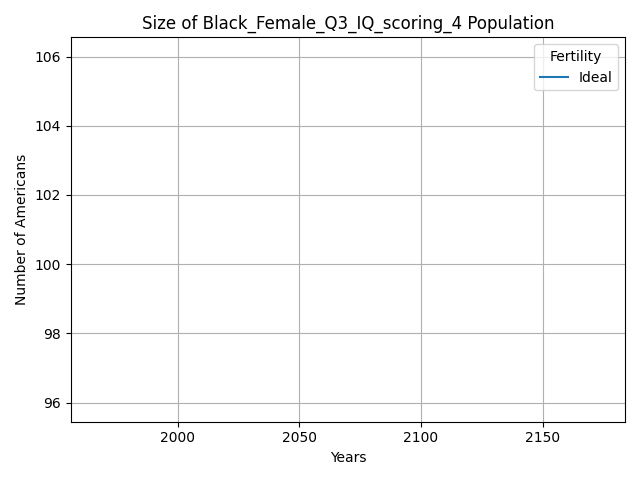 Size of Black_Female_Q3_IQ_scoring_4 Population
Number of Americans
106
104
102
100
98
96
Fertility
Ideal
2000 2050 2100 2150
Years